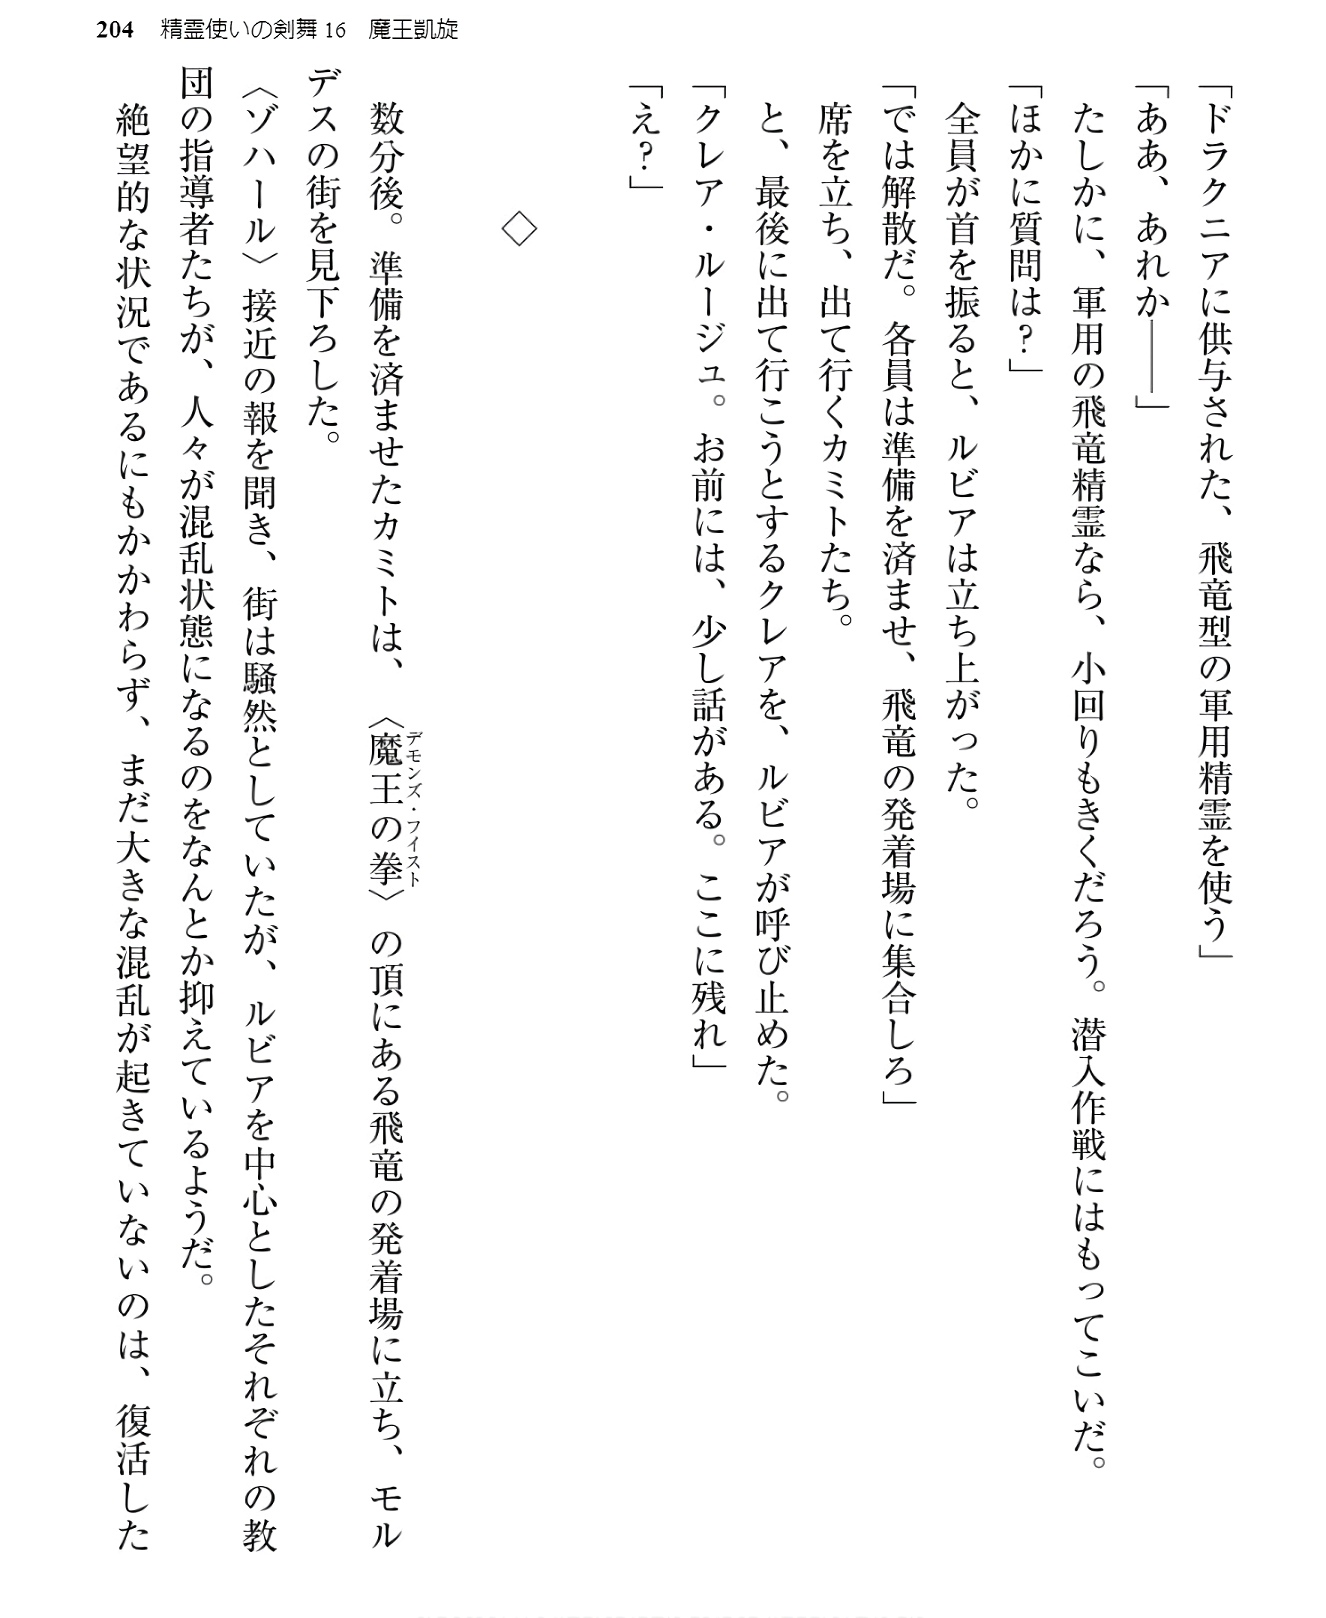 204 精霊使いの剣舞16 魔王凱旋
「ドラクニアに供与された、飛竜型の軍用精霊を使う」
「ああ、あれか――」
たしかに、軍用の飛竜精霊なら、小回りもきくだろう。潜入作戦にはもってこいだ。
「ほかに質問は？」
全員が首を振ると、ルビアは立ち上がった。
「では解散だ。各員は準備を済ませ、飛竜の発着場に集合しろ」
席を立ち、出て行くカミトたち。
と、最後に出て行こうとするクレアを、ルビアが呼び止めた。
「クレア・ルージュ。お前には、少し話がある。ここに残れ」
「え？」
◇
数分後。準備を済ませたカミトは、〈魔王の拳〉の頂にある飛竜の発着場に立ち、モル
デモンズ・フィスト
デスの街を見下ろした。
〈ゾハール〉接近の報を聞き、街は騒然としていたが、ルビアを中心としたそれぞれの教
団の指導者たちが、人々が混乱状態になるのをなんとか抑えているようだ。
絶望的な状況であるにもかかわらず、まだ大きな混乱が起きていないのは、復活した